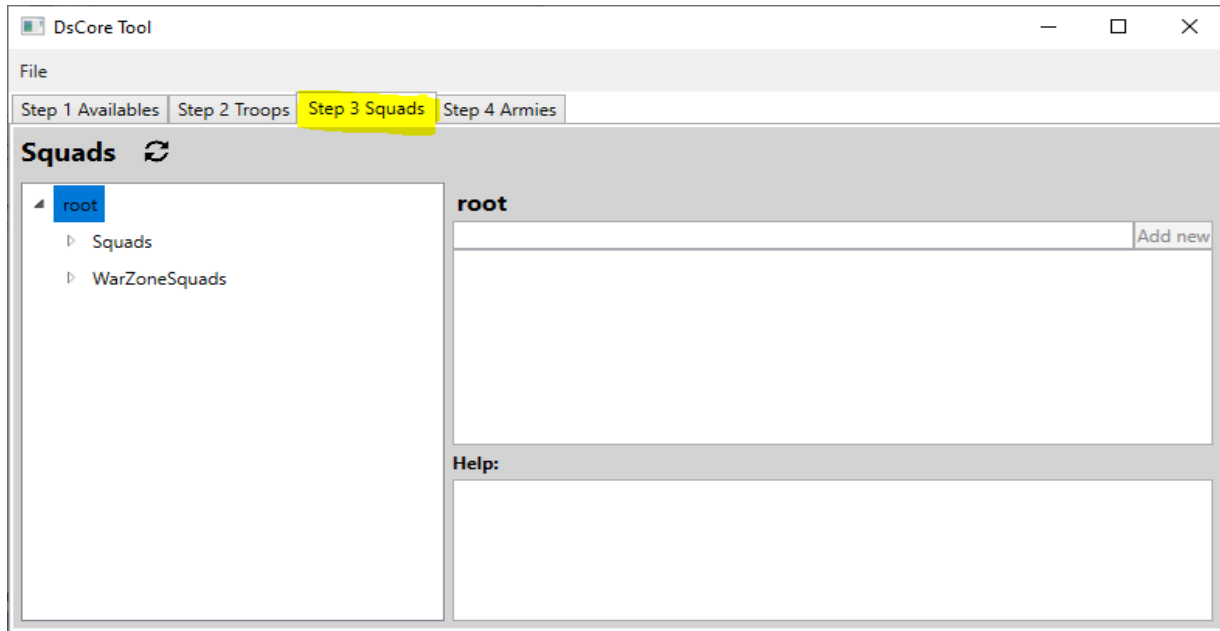 DsCore Tool
File
Step 1 Availables Step 2 Troops Step 3 Squads Step 4 Armies
Squads
root
Squads
WarZoneSquads
root
Add new
Help: